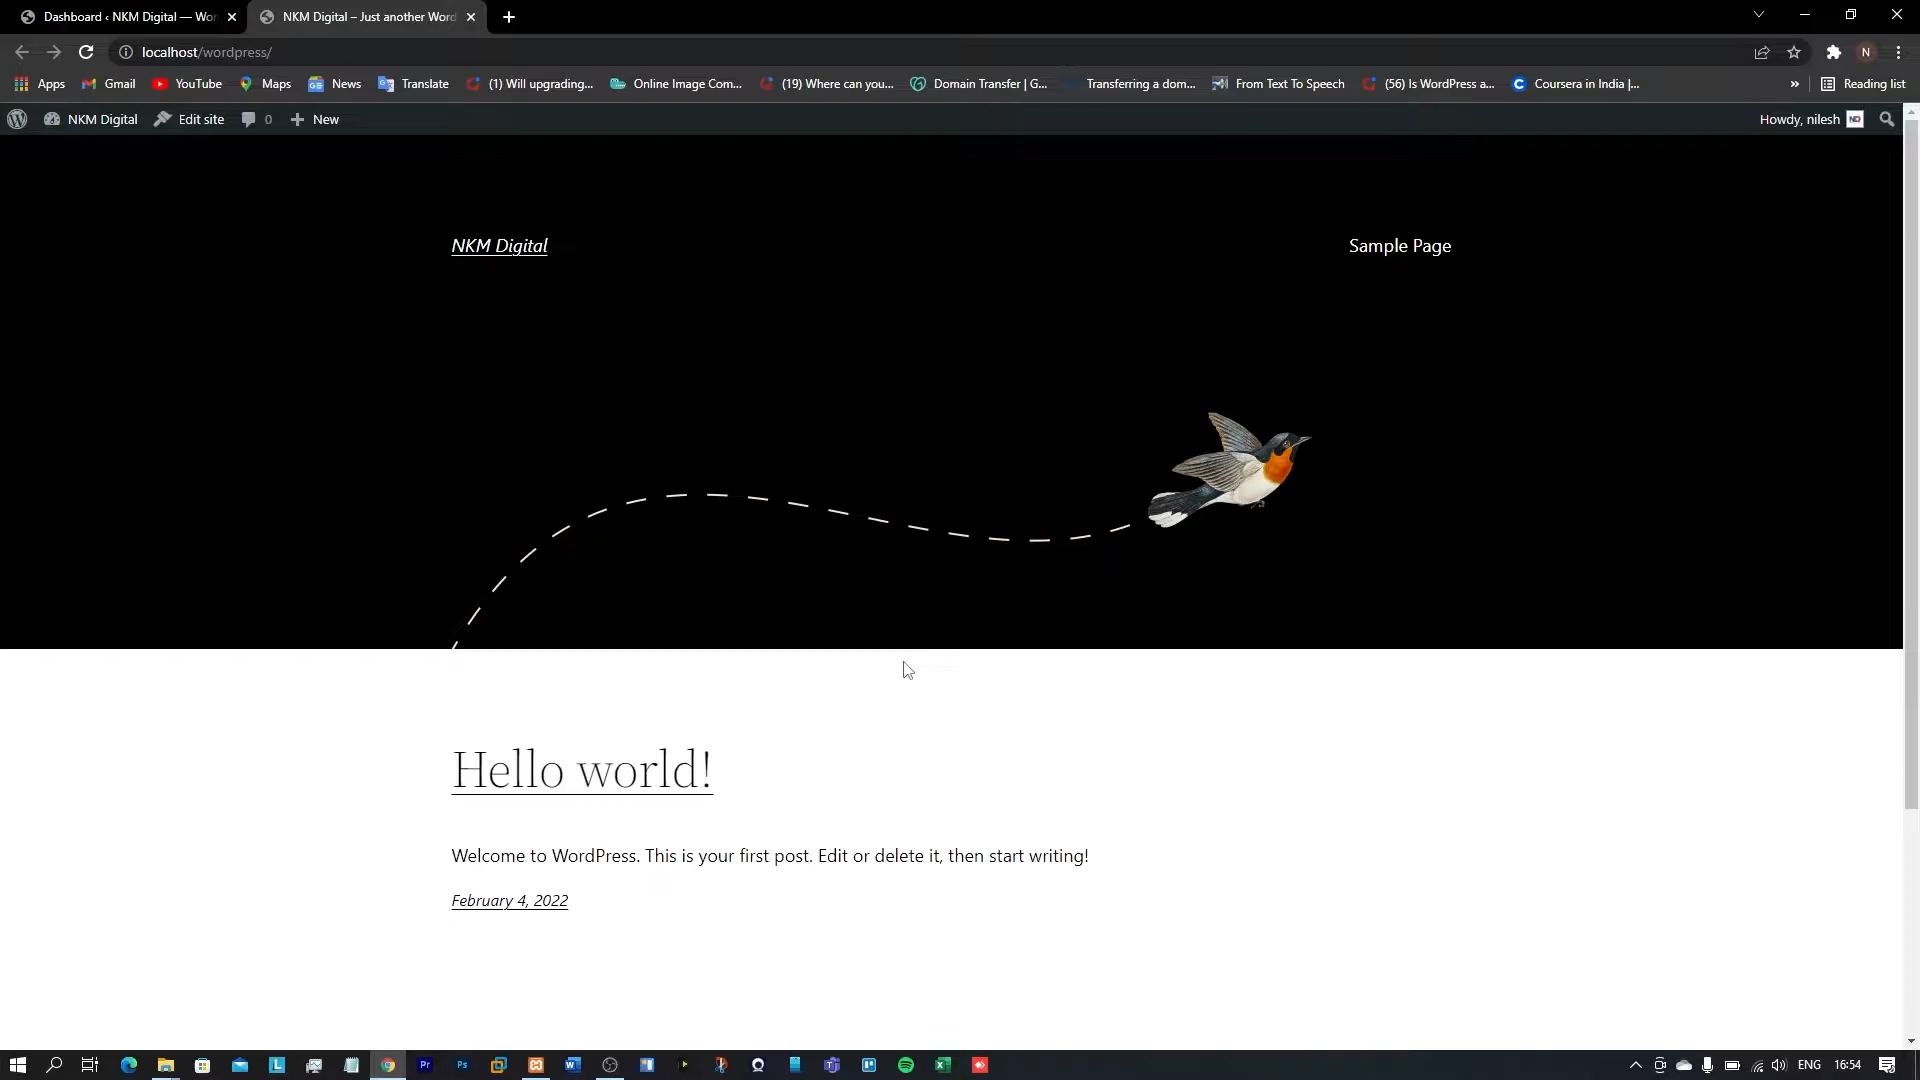 Dashboard ‹ NKM Digital — Wor
NKM Digital – Just another Word
localhost/wordpress/
Apps
Gmail
YouTube
Maps
News
Translate
(1) Will upgrading...
Online Image Com...
(19) Where can you...
Domain Transfer | G...
Transferring a dom...
From Text To Speech
(56) Is WordPress a...
Coursera in India |...
»
Reading list
NKM Digital
Edit site
0
New
Howdy, nilesh
NKM Digital
Sample Page
Hello world!
Welcome to WordPress. This is your first post. Edit or delete it, then start writing!
February 4, 2022
ENG
16:54